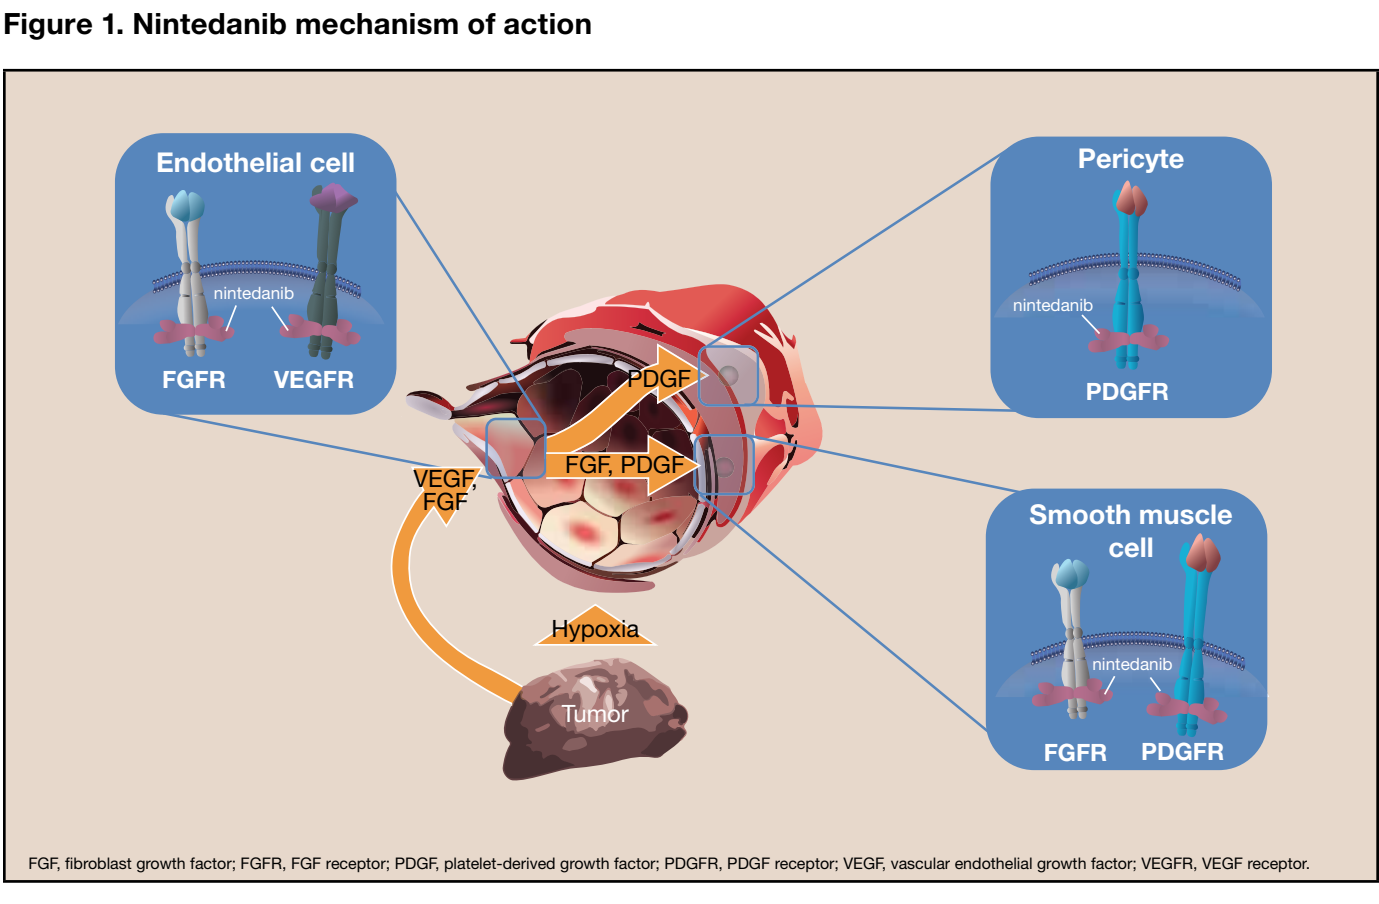 Figure 1. Nintedanib mechanism of action
Endothelial cell
nintedanib
FGFR
VEGFR
Pericyte
nintedanib
PDGFR
PDGF
FGF, PDGF
VEGF,
FGF
Smooth muscle
cell
nintedanib
FGFR
PDGFR
Hypoxia
Tumor
FGF, fibroblast growth factor; FGFR, FGF receptor; PDGF, platelet-derived growth factor; PDGFR, PDGF receptor; VEGF, vascular endothelial growth factor; VEGFR, VEGF receptor.